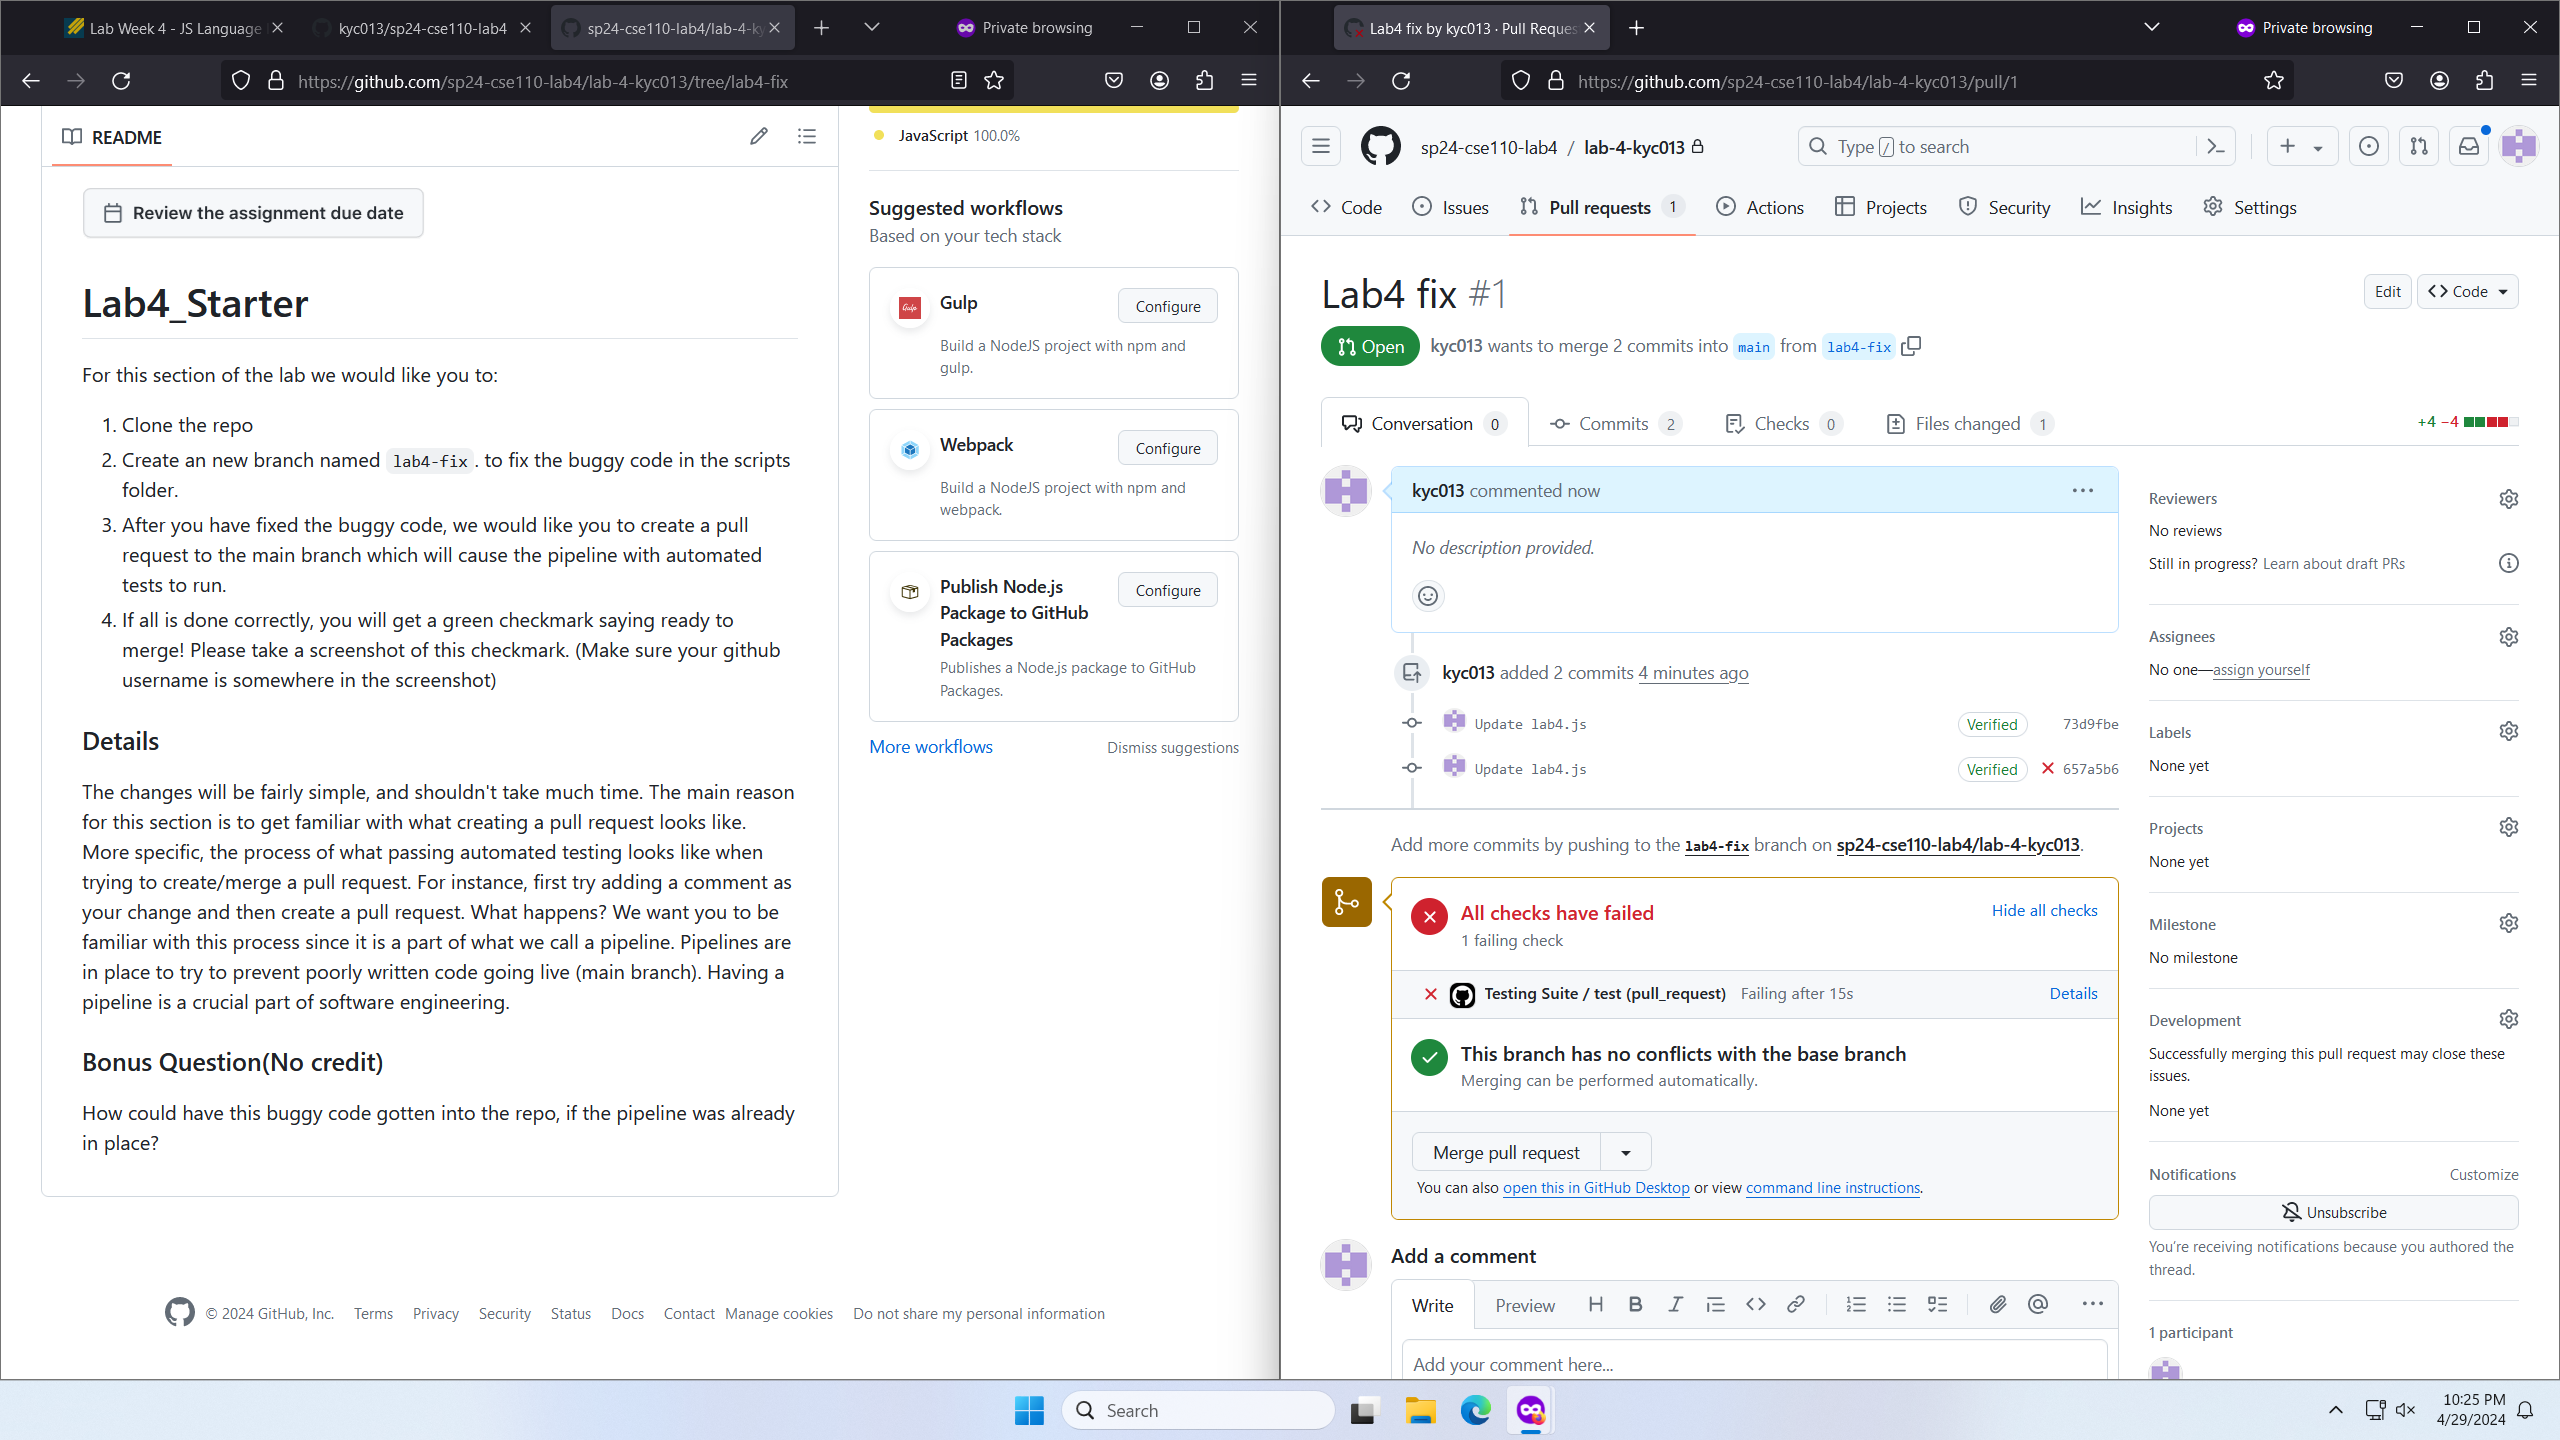 Lab Week 4 - JS Language
kyc013/sp24-cse110-lab4
sp24-cse110-lab4/lab-4-ky
Private browsing
https://github.com/sp24-cse110-lab4/lab-4-kyc013/tree/lab4-fix
README
Review the assignment due date
Lab4_Starter
For this section of the lab we would like you to:
1. Clone the repo
2. Create an new branch named lab4-fix. to fix the buggy code in the scripts
folder.
3. After you have fixed the buggy code, we would like you to create a pull
request to the main branch which will cause the pipeline with automated
tests to run.
4. If all is done correctly, you will get a green checkmark saying ready to
merge! Please take a screenshot of this checkmark. (Make sure your github
username is somewhere in the screenshot)
Details
The changes will be fairly simple, and shouldn't take much time. The main reason
for this section is to get familiar with what creating a pull request looks like.
More specific, the process of what passing automated testing looks like when
trying to create/merge a pull request. For instance, first try adding a comment as
your change and then create a pull request. What happens? We want you to be
familiar with this process since it is a part of what we call a pipeline. Pipelines are
in place to try to prevent poorly written code going live (main branch). Having a
pipeline is a crucial part of software engineering.
Bonus Question(No credit)
How could have this buggy code gotten into the repo, if the pipeline was already
in place?
JavaScript 100.0%
Suggested workflows
Based on your tech stack
Gulp
Gulp
Configure
Build a NodeJS project with npm and
gulp.
Webpack
Configure
Build a NodeJS project with npm and
webpack.
Publish Node.js
Package to GitHub
Packages
Configure
Publishes a Node.js package to GitHub
Packages.
More workflows
Dismiss suggestions
© 2024 GitHub, Inc.
Terms
Privacy
Security
Status
Docs
Contact
Manage cookies
Do not share my personal information
Lab4 fix by kyc013 · Pull Reques
Private browsing
https://github.com/sp24-cse110-lab4/lab-4-kyc013/pull/1
sp24-cse110-lab4 / lab-4-kyc013
Type / to search
Code
Issues
Pull requests 1
Actions
Projects
Security
Insights
Settings
Lab4 fix #1
Edit
Code
Open
kyc013 wants to merge 2 commits into main from lab4-fix
Conversation 0
Commits 2
Checks 0
Files changed 1
+4 −4
kyc013 commented now
No description provided.
kyc013 added 2 commits 4 minutes ago
Update lab4.js
Verified
73d9fbe
Update lab4.js
Verified
657a5b6
Add more commits by pushing to the lab4-fix branch on sp24-cse110-lab4/lab-4-kyc013.
All checks have failed
Hide all checks
1 failing check
Testing Suite / test (pull_request) Failing after 15s
Details
This branch has no conflicts with the base branch
Merging can be performed automatically.
Merge pull request
You can also open this in GitHub Desktop or view command line instructions.
Add a comment
Write
Preview
Add your comment here...
Reviewers
No reviews
Still in progress? Learn about draft PRs
Assignees
No one—assign yourself
Labels
None yet
Projects
None yet
Milestone
No milestone
Development
Successfully merging this pull request may close these
issues.
None yet
Notifications
Customize
Unsubscribe
You're receiving notifications because you authored the
thread.
1 participant
Search
10:25 PM
4/29/2024